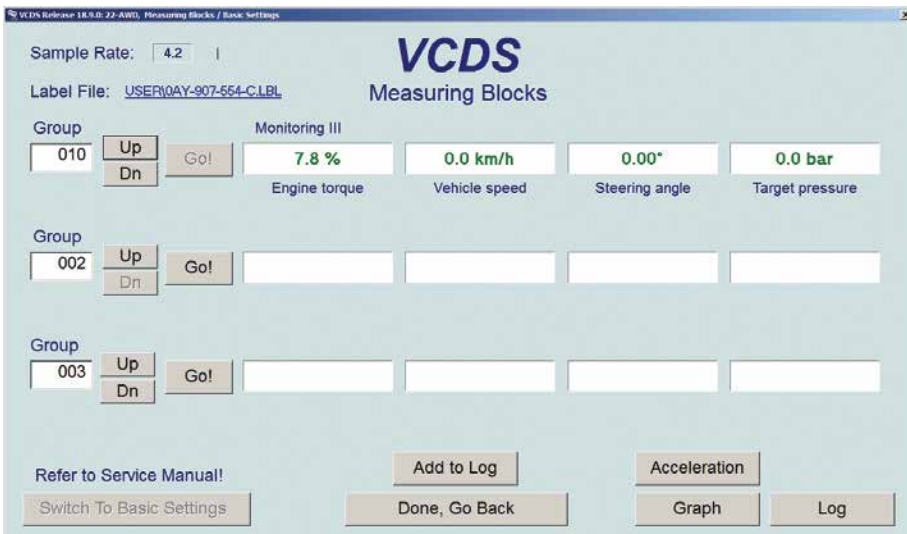 VCDS Release 18.9.0: 22-AWD, Measuring Blocks / Basic Settings
Sample Rate: 4.2
VCDS
Label File: USER\0AY-907-554-C.LBL
Measuring Blocks
Group
Monitoring III
010 Up Go! 7.8 % 0.0 km/h 0.00° 0.0 bar
Dn
Engine torque Vehicle speed Steering angle Target pressure
Group
002 Up Go!
Dn
Group
003 Up Go!
Dn
Refer to Service Manual!
Add to Log Acceleration
Switch To Basic Settings Done, Go Back Graph Log